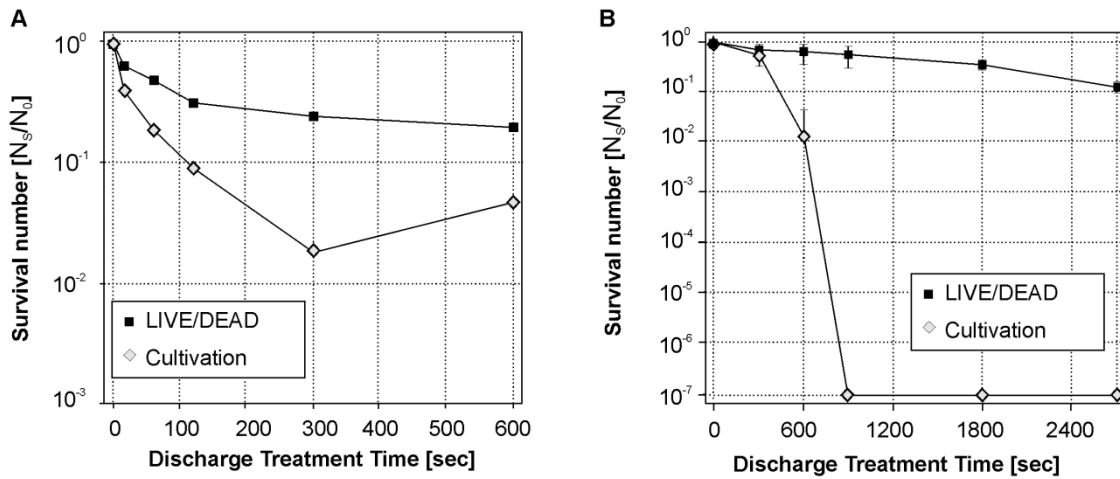 A
Survival number [N_S/N_0]
10^0
10^-1
10^-2
10^-3
LIVE/DEAD
Cultivation
0 100 200 300 400 500 600
Discharge Treatment Time [sec]
B
Survival number [N_S/N_0]
10^0
10^-1
10^-2
10^-3
10^-4
10^-5
10^-6
10^-7
LIVE/DEAD
Cultivation
0 600 1200 1800 2400
Discharge Treatment Time [sec]